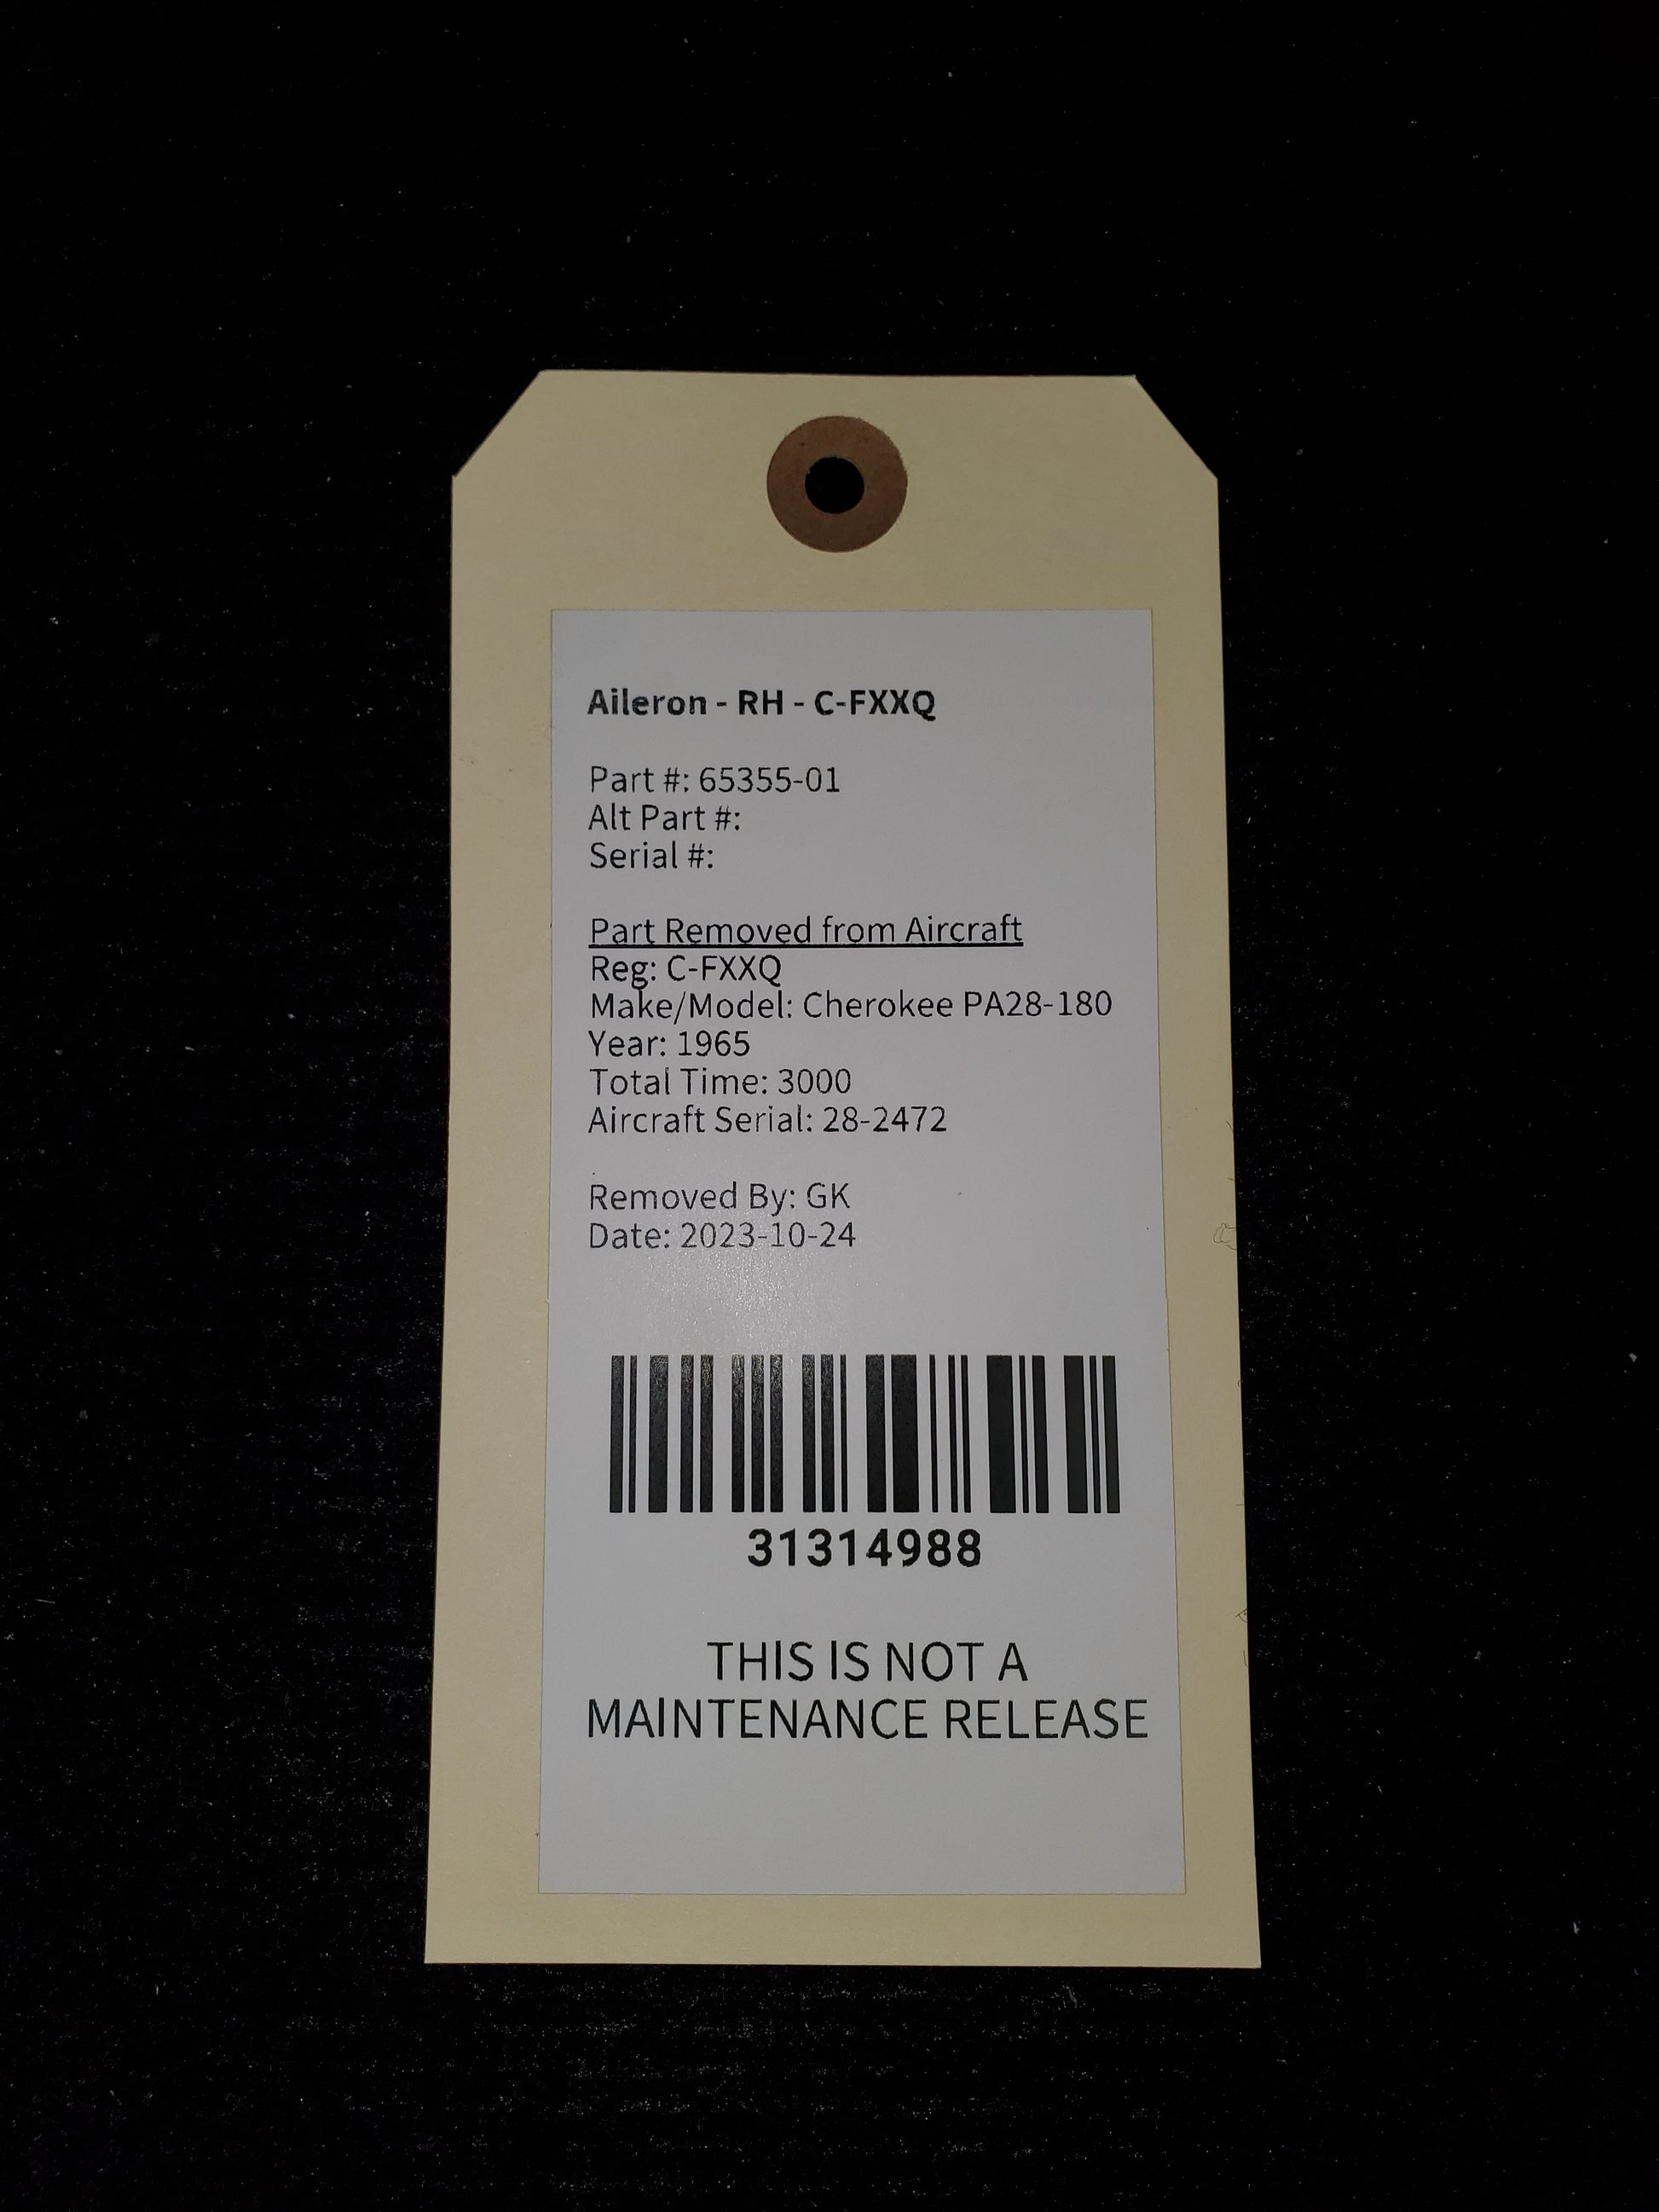 Aileron - RH - C-FXXQ
Part #: 65355-01
Alt Part #:
Serial #:
Part Removed from Aircraft
Reg: C-FXXQ
Make/Model: Cherokee PA28-180
Year: 1965
Total Time: 3000
Aircraft Serial: 28-2472
Removed By: GK
Date: 2023-10-24
31314988
THIS IS NOT A
MAINTENANCE RELEASE